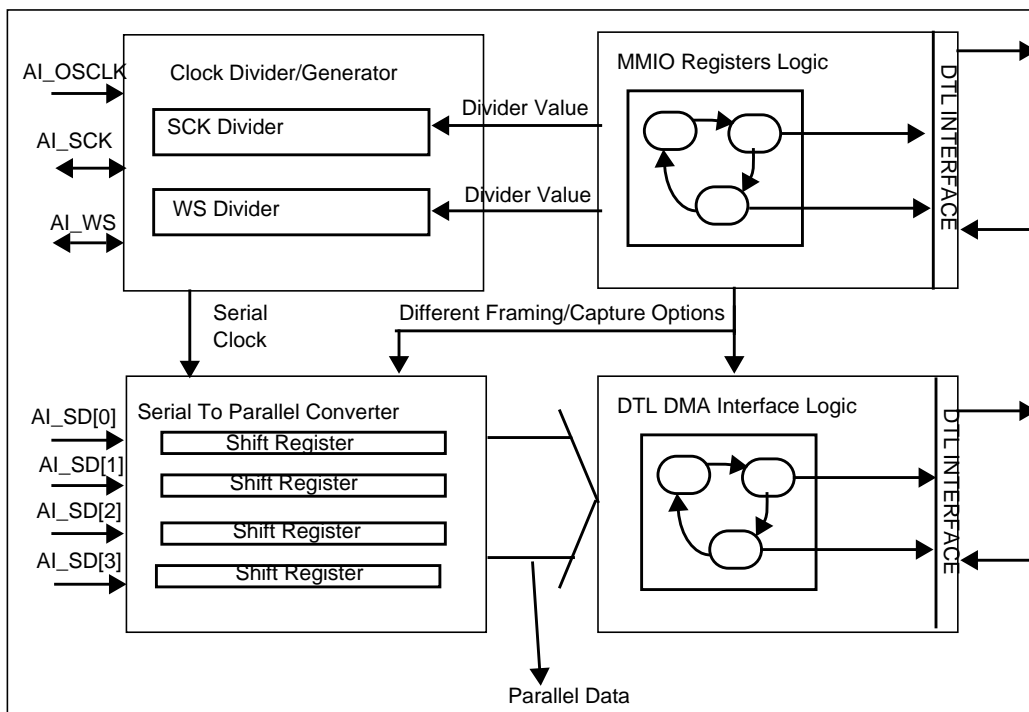 Clock Divider/Generator
MMIO Registers Logic
AI_OSCLK
SCK Divider
Divider Value
AI_SCK
WS Divider
Divider Value
AI_WS
DTL INTERFACE
Serial
Clock
Different Framing/Capture Options
Serial To Parallel Converter
DTL DMA Interface Logic
AI_SD[0]
Shift Register
AI_SD[1]
Shift Register
AI_SD[2]
Shift Register
AI_SD[3]
Shift Register
DTL INTERFACE
Parallel Data